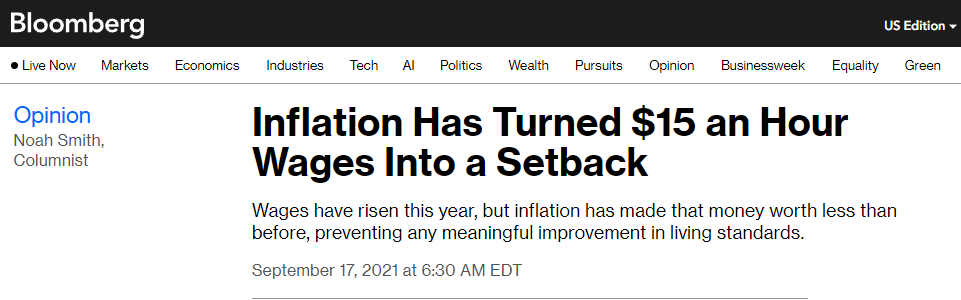 Bloomberg
US Edition
Live Now Markets Economics Industries Tech AI Politics Wealth Pursuits Opinion Businessweek Equality Green
Opinion
Noah Smith,
Columnist
Inflation Has Turned $15 an Hour
Wages Into a Setback
Wages have risen this year, but inflation has made that money worth less than
before, preventing any meaningful improvement in living standards.
September 17, 2021 at 6:30 AM EDT